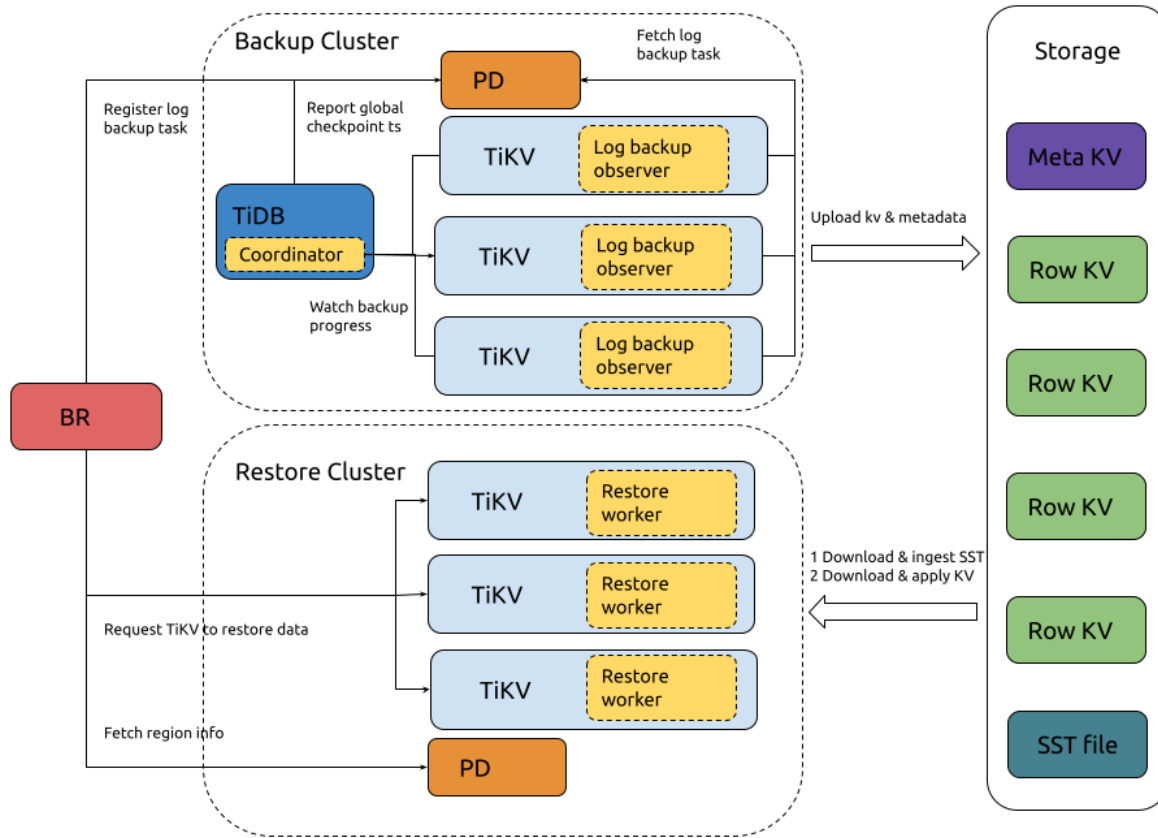 Backup Cluster
Fetch log
backup task
PD
Register log
backup task
Report global
checkpoint ts
TiKV
Log backup
observer
TiDB
Coordinator
TiKV
Log backup
observer
Watch backup
progress
TiKV
Log backup
observer
Upload kv & metadata
BR
Restore Cluster
TiKV
Restore
worker
TiKV
Restore
worker
Request TiKV to restore data
TiKV
Restore
worker
Fetch region info
PD
1 Download & ingest SST
2 Download & apply KV
Storage
Meta KV
Row KV
Row KV
Row KV
Row KV
SST file